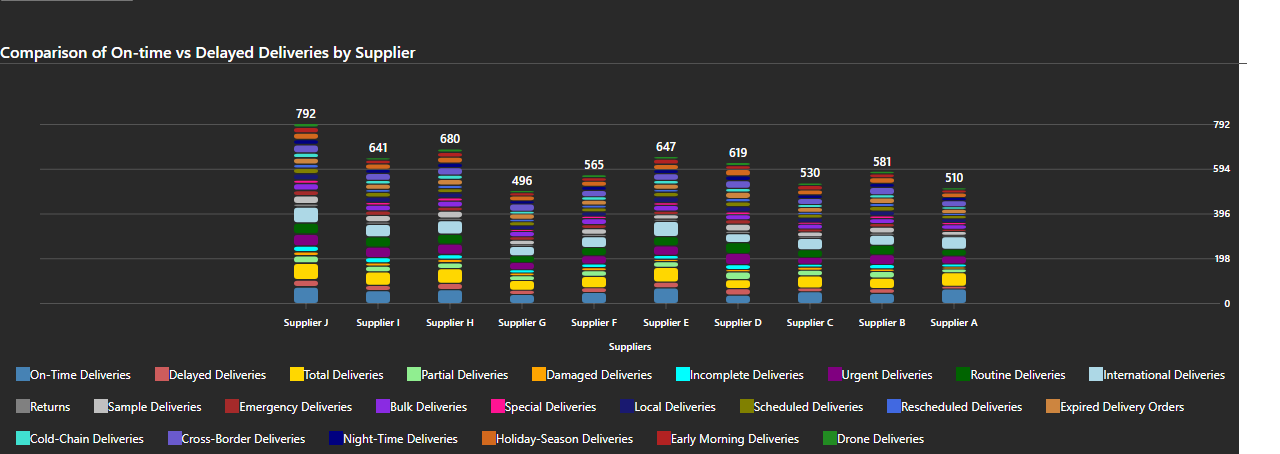 Comparison of On-time vs Delayed Deliveries by Supplier
792 641 680 496 565 647 619 530 581 510
792
594
396
198
0
Supplier J Supplier I Supplier H Supplier G Supplier F Supplier E Supplier D Supplier C Supplier B Supplier A
Suppliers
On-Time Deliveries Delayed Deliveries Total Deliveries Partial Deliveries Damaged Deliveries Incomplete Deliveries Urgent Deliveries Routine Deliveries International Deliveries
Returns Sample Deliveries Emergency Deliveries Bulk Deliveries Special Deliveries Local Deliveries Scheduled Deliveries Rescheduled Deliveries Expired Delivery Orders
Cold-Chain Deliveries Cross-Border Deliveries Night-Time Deliveries Holiday-Season Deliveries Early Morning Deliveries Drone Deliveries